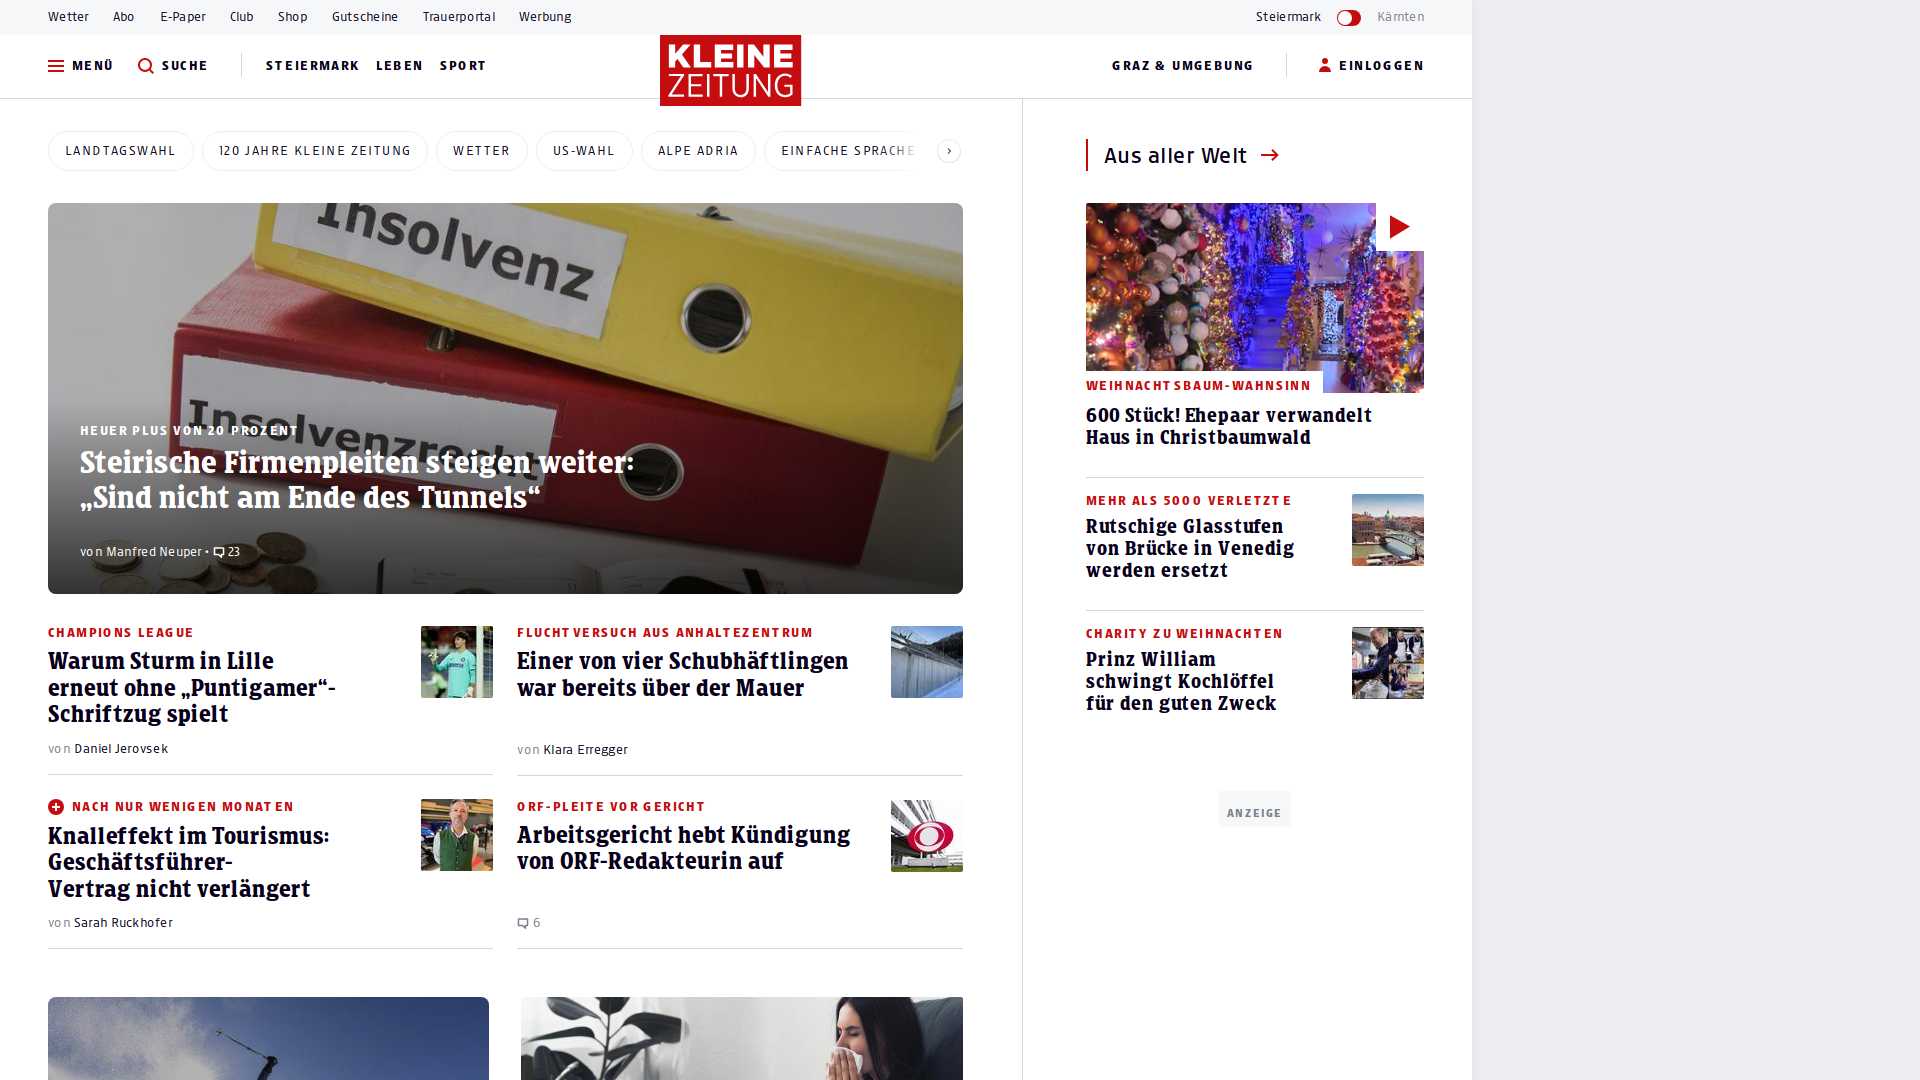 Wetter Abo E-Paper Club Shop Gutscheine Trauerportal Werbung Steiermark Kärnten
MENÜ SUCHE STEIERMARK LEBEN SPORT KLEINE ZEITUNG GRAZ & UMGEBUNG EINLOGGEN
LANDTAGSWAHL 120 JAHRE KLEINE ZEITUNG WETTER US-WAHL ALPE ADRIA EINFACHE SPRACHE
Insolvenz
Insolvenzrecht
HEUER PLUS VON 20 PROZENT
Steirische Firmenpleiten steigen weiter:
„Sind nicht am Ende des Tunnels“
von Manfred Neuper • 23
CHAMPIONS LEAGUE
Warum Sturm in Lille
erneut ohne „Puntigamer“-
Schriftzug spielt
von Daniel Jerovsek
FLUCHTVERSUCH AUS ANHALTEZENTRUM
Einer von vier Schubhäftlingen
war bereits über der Mauer
von Klara Erregger
NACH NUR WENIGEN MONATEN
Knalleffekt im Tourismus:
Geschäftsführer-
Vertrag nicht verlängert
von Sarah Ruckhofer
ORF-PLEITE VOR GERICHT
Arbeitsgericht hebt Kündigung
von ORF-Redakteurin auf
6
Aus aller Welt
WEIHNACHTSBAUM-WAHNSINN
600 Stück! Ehepaar verwandelt
Haus in Christbaumwald
MEHR ALS 5000 VERLETZTE
Rutschige Glasstufen
von Brücke in Venedig
werden ersetzt
CHARITY ZU WEIHNACHTEN
Prinz William
schwingt Kochlöffel
für den guten Zweck
ANZEIGE